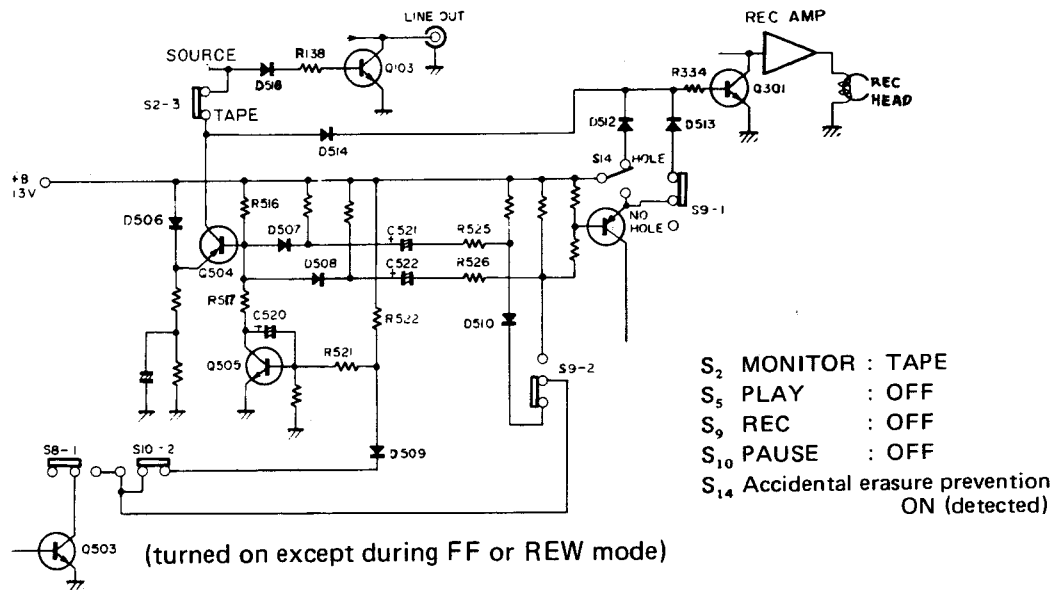 LINE OUT
REC AMP
SOURCE
R138
D516
Q103
R334
Q301
REC
HEAD
S2-3
TAPE
D514
D512
D513
S14
HOLE
+B
13V
D506
R516
D507
C521
+
R525
NO
HOLE
S9-1
Q504
D508
C522
+
R526
R517
C520
+
R522
D510
Q505
R521
S9-2
S₂ MONITOR : TAPE
S₅ PLAY : OFF
S₉ REC : OFF
S₁₀ PAUSE : OFF
S₁₄ Accidental erasure prevention
ON (detected)
D509
S8-1
S10-2
Q503
(turned on except during FF or REW mode)